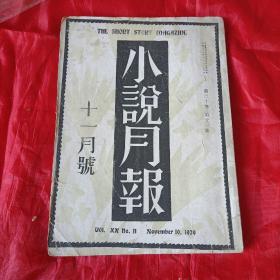 THE SHORT STORY MAGAZINE
小說月報
十一月號
VOL. XX No. 11 November 10, 1929